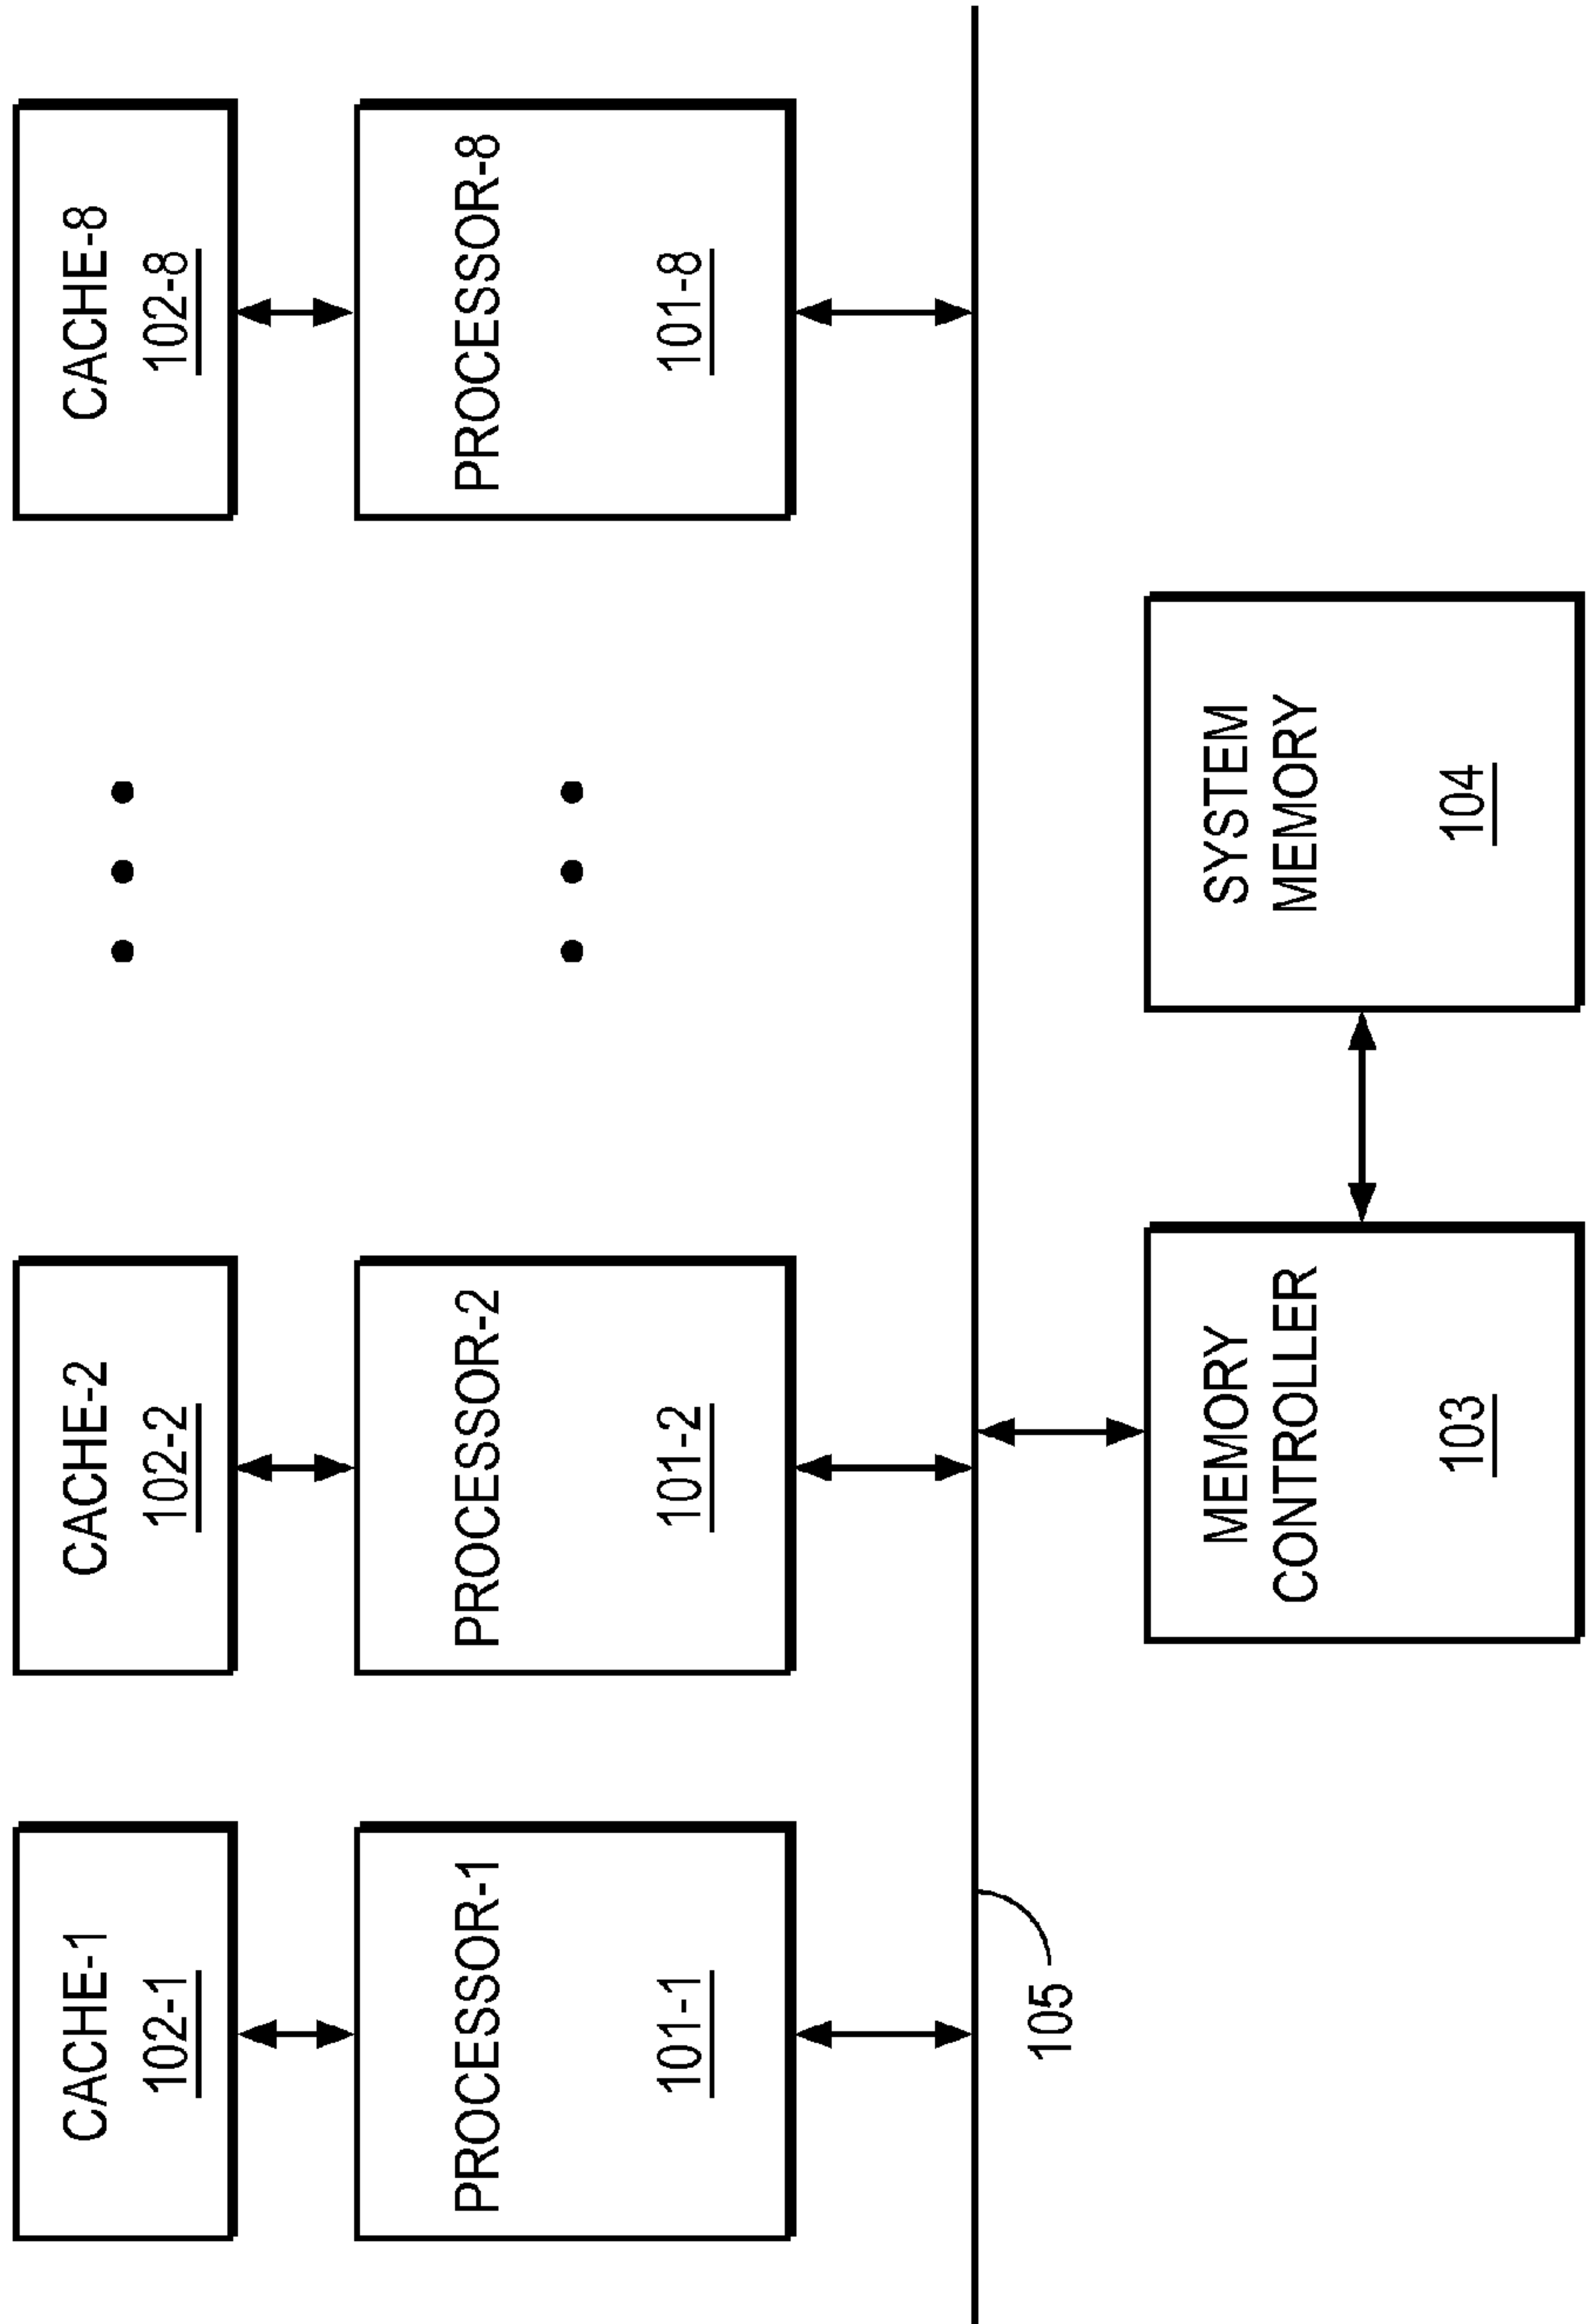 CACHE-1
102-1
CACHE-2
102-2
CACHE-8
102-8
PROCESSOR-1
101-1
PROCESSOR-2
101-2
PROCESSOR-8
101-8
105
MEMORY
CONTROLLER
103
SYSTEM
MEMORY
104